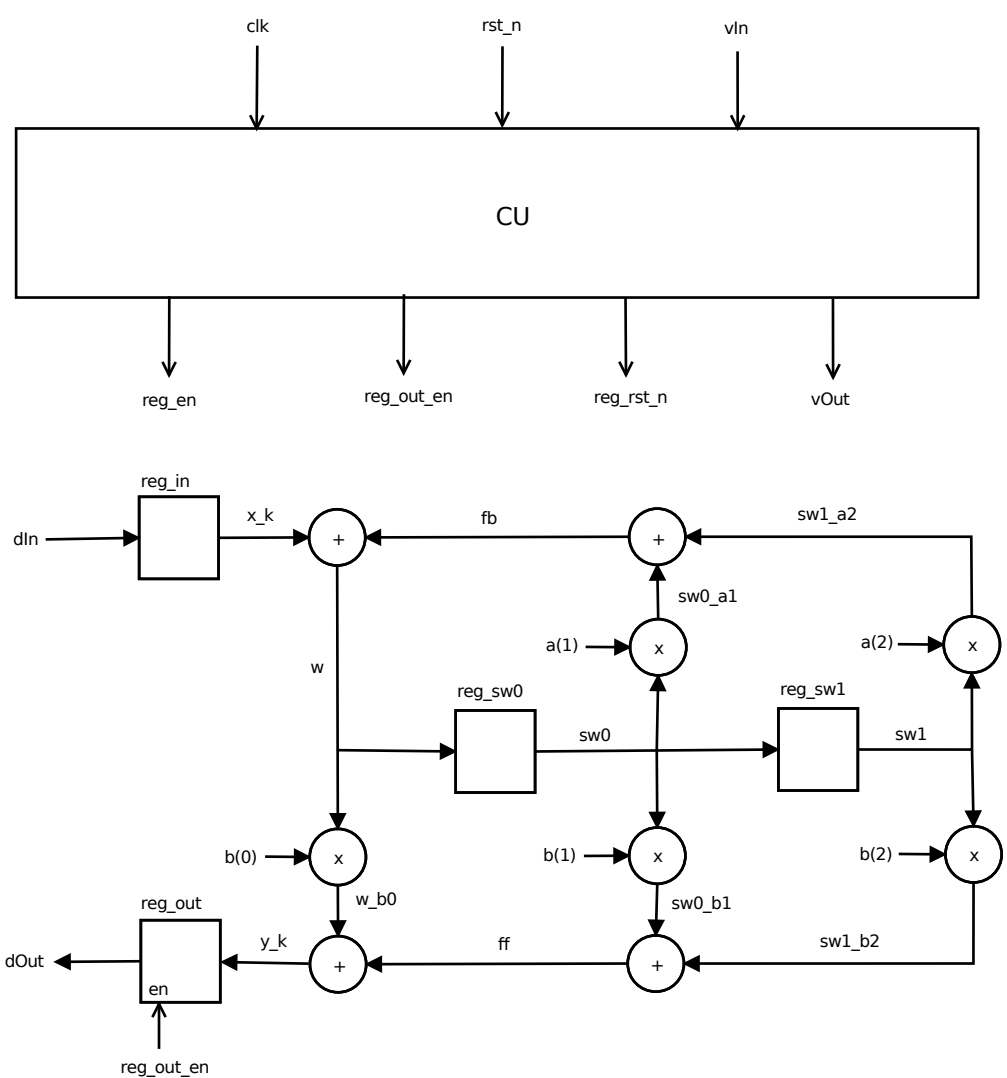 clk
rst_n
vIn
CU
reg_en
reg_out_en
reg_rst_n
vOut
reg_in
dIn
x_k
+
fb
+
sw1_a2
sw0_a1
a(1)
x
a(2)
x
w
reg_sw0
sw0
reg_sw1
sw1
b(0)
x
b(1)
x
b(2)
x
w_b0
sw0_b1
reg_out
dOut
y_k
+
ff
+
sw1_b2
en
reg_out_en